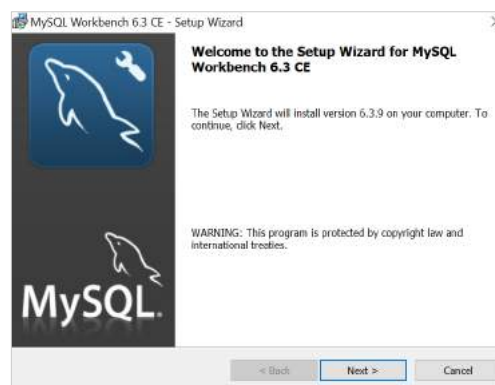 MySQL Workbench 6.3 CE - Setup Wizard
Welcome to the Setup Wizard for MySQL
Workbench 6.3 CE
The Setup Wizard will install version 6.3.9 on your computer. To
continue, click Next.
WARNING: This program is protected by copyright law and
international treaties.
MySQL.
< Back
Next >
Cancel